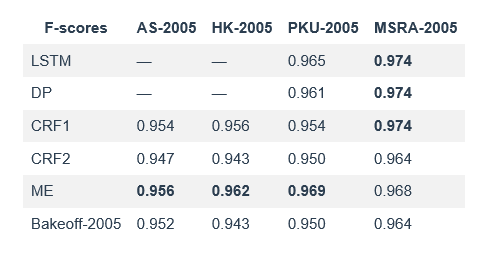 F-scores AS-2005 HK-2005 PKU-2005 MSRA-2005
LSTM — — 0.965 0.974
DP — — 0.961 0.974
CRF1 0.954 0.956 0.954 0.974
CRF2 0.947 0.943 0.950 0.964
ME 0.956 0.962 0.969 0.968
Bakeoff-2005 0.952 0.943 0.950 0.964